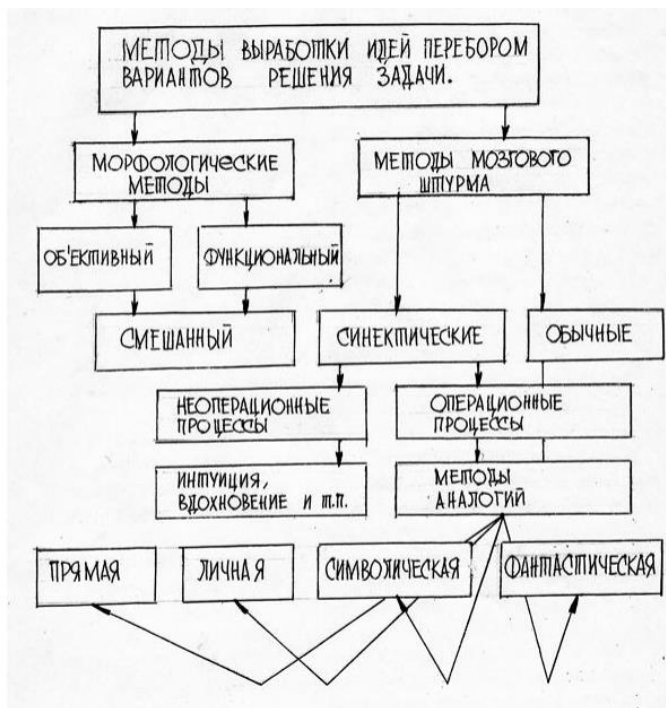 МЕТОДЫ ВЫРАБОТКИ ИДЕЙ ПЕРЕБОРОМ
ВАРИАНТОВ РЕШЕНИЯ ЗАДАЧИ.
МОРФОЛОГИЧЕСКИЕ
МЕТОДЫ
МЕТОДЫ МОЗГОВОГО
ШТУРМА
ОБ'ЕКТИВНЫЙ
ФУНКЦИОНАЛЬНЫЙ
СМЕШАННЫЙ
СИНЕКТИЧЕСКИЕ
ОБЫЧНЫЕ
НЕОПЕРАЦИОННЫЕ
ПРОЦЕССЫ
ОПЕРАЦИОННЫЕ
ПРОЦЕССЫ
ИНТУИЦИЯ,
ВДОХНОВЕНИЕ И Т.П.
МЕТОДЫ
АНАЛОГИЙ
ПРЯМАЯ
ЛИЧНАЯ
СИМВОЛИЧЕСКАЯ
ФАНТАСТИЧЕСКАЯ